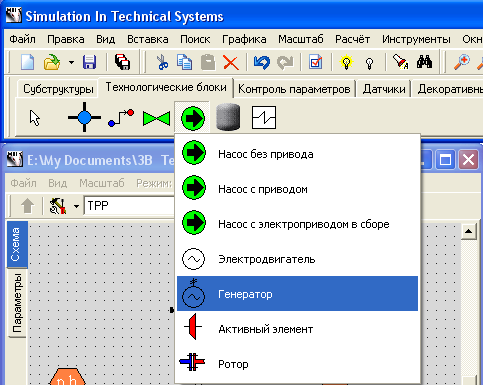 Simulation In Technical Systems
Файл Правка Вид Вставка Поиск Графика Масштаб Расчёт Инструменты Окн
Субструктуры Технологические блоки Контроль параметров Датчики Декоративны
Насос без привода
E:\My Documents\3B Те
Файл Вид Масштаб Режим:
Насос с приводом
TPP
Насос с электроприводом в сборе
Схема
Электродвигатель
Параметры
Генератор
Активный элемент
Ротор
p,h